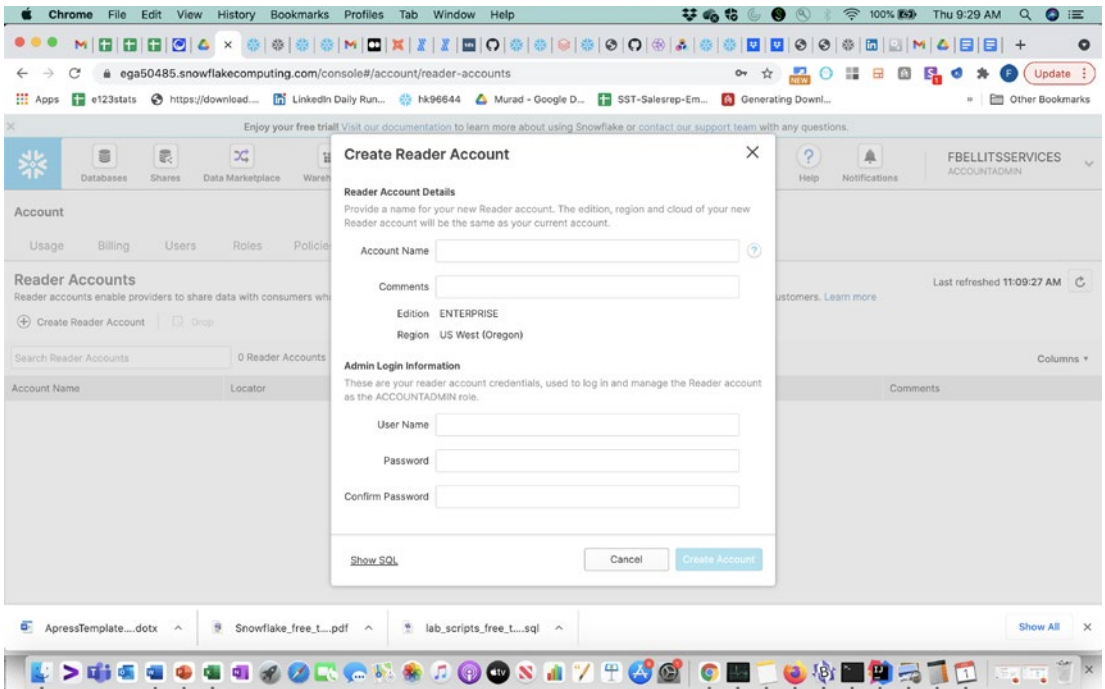 Chrome File Edit View History Bookmarks Profiles Tab Window Help 100% Thu 9:29 AM
ega50485.snowflakecomputing.com/console#/account/reader-accounts NEW F Update
Apps e123stats https://download.... LinkedIn Daily Run... hk96644 Murad - Google D... SST-Salesrep-Em... Generating Downl... » Other Bookmarks
Enjoy your free trial! Visit our documentation to learn more about using Snowflake or contact our support team with any questions.
Databases Shares Data Marketplace Wareh Help Notifications FBELLITSSERVICES
ACCOUNTADMIN
Account
Usage Billing Users Roles Policie
Reader Accounts
Reader accounts enable providers to share data with consumers wh ustomers. Learn more
Last refreshed 11:09:27 AM
Create Reader Account Drop
Search Reader Accounts 0 Reader Accounts Columns
Account Name Locator Comments
Create Reader Account
Reader Account Details
Provide a name for your new Reader account. The edition, region and cloud of your new
Reader account will be the same as your current account.
Account Name ?
Comments
Edition ENTERPRISE
Region US West (Oregon)
Admin Login Information
These are your reader account credentials, used to log in and manage the Reader account
as the ACCOUNTADMIN role.
User Name
Password
Confirm Password
Show SQL Cancel Create Account
ApressTemplate....dotx Snowflake_free_t....pdf lab_scripts_free_t....sql Show All